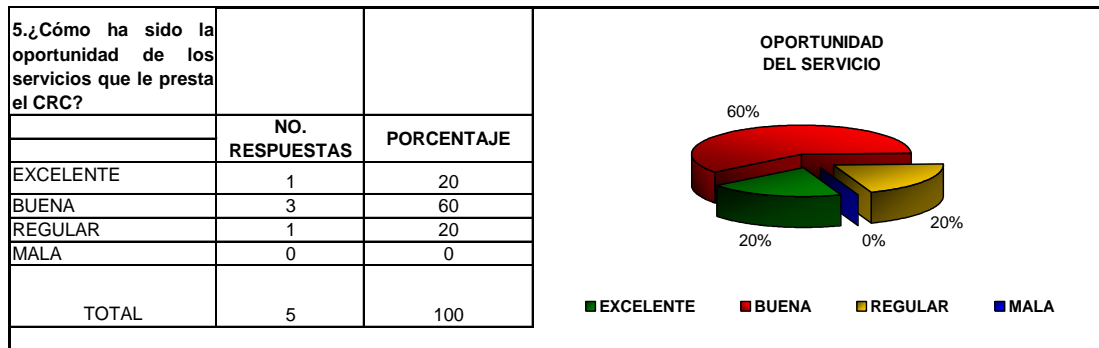 5.¿Cómo ha sido la
oportunidad de los
servicios que le presta
el CRC?
NO.
RESPUESTAS
PORCENTAJE
EXCELENTE 1 20
BUENA 3 60
REGULAR 1 20
MALA 0 0
TOTAL 5 100
OPORTUNIDAD
DEL SERVICIO
60%
20%
20%
0%
EXCELENTE BUENA REGULAR MALA